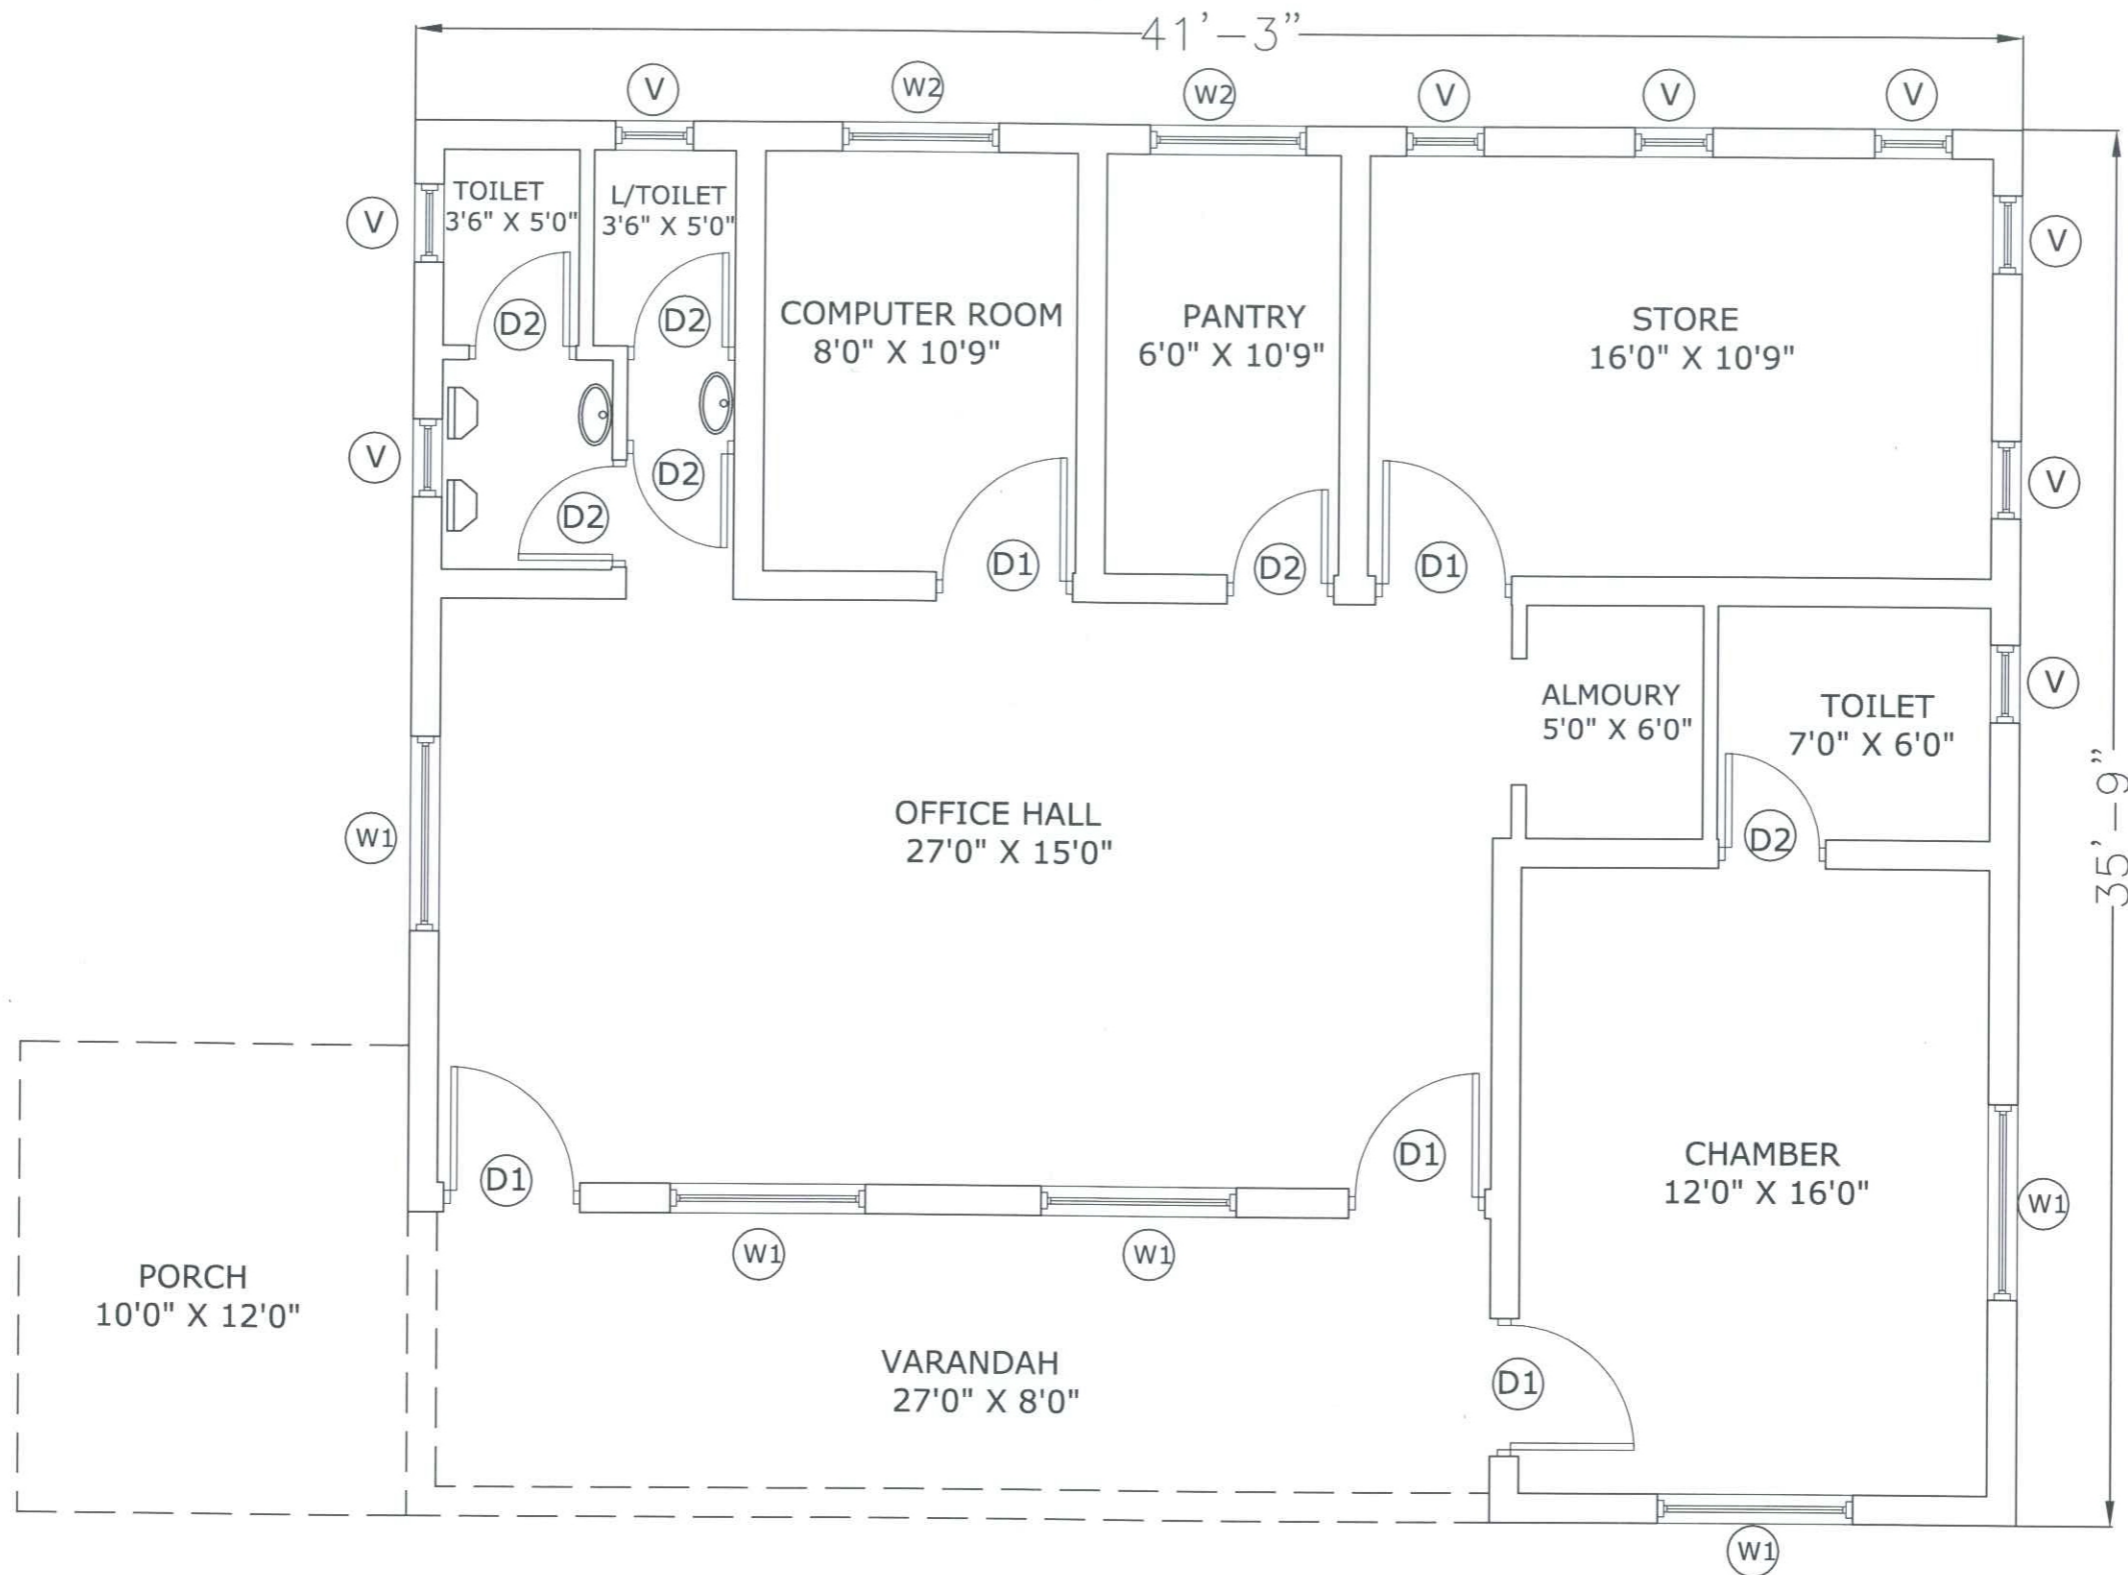 41'-3"
V
W2
W2
V
V
V
TOILET
3'6" X 5'0"
L/TOILET
3'6" X 5'0"
V
V
D2
D2
COMPUTER ROOM
8'0" X 10'9"
PANTRY
6'0" X 10'9"
STORE
16'0" X 10'9"
V
D2
D2
V
D1
D2
D1
ALMOURY
5'0" X 6'0"
TOILET
7'0" X 6'0"
V
W1
OFFICE HALL
27'0" X 15'0"
D2
35'-9"
D1
D1
CHAMBER
12'0" X 16'0"
W1
W1
W1
PORCH
10'0" X 12'0"
VARANDAH
27'0" X 8'0"
D1
W1